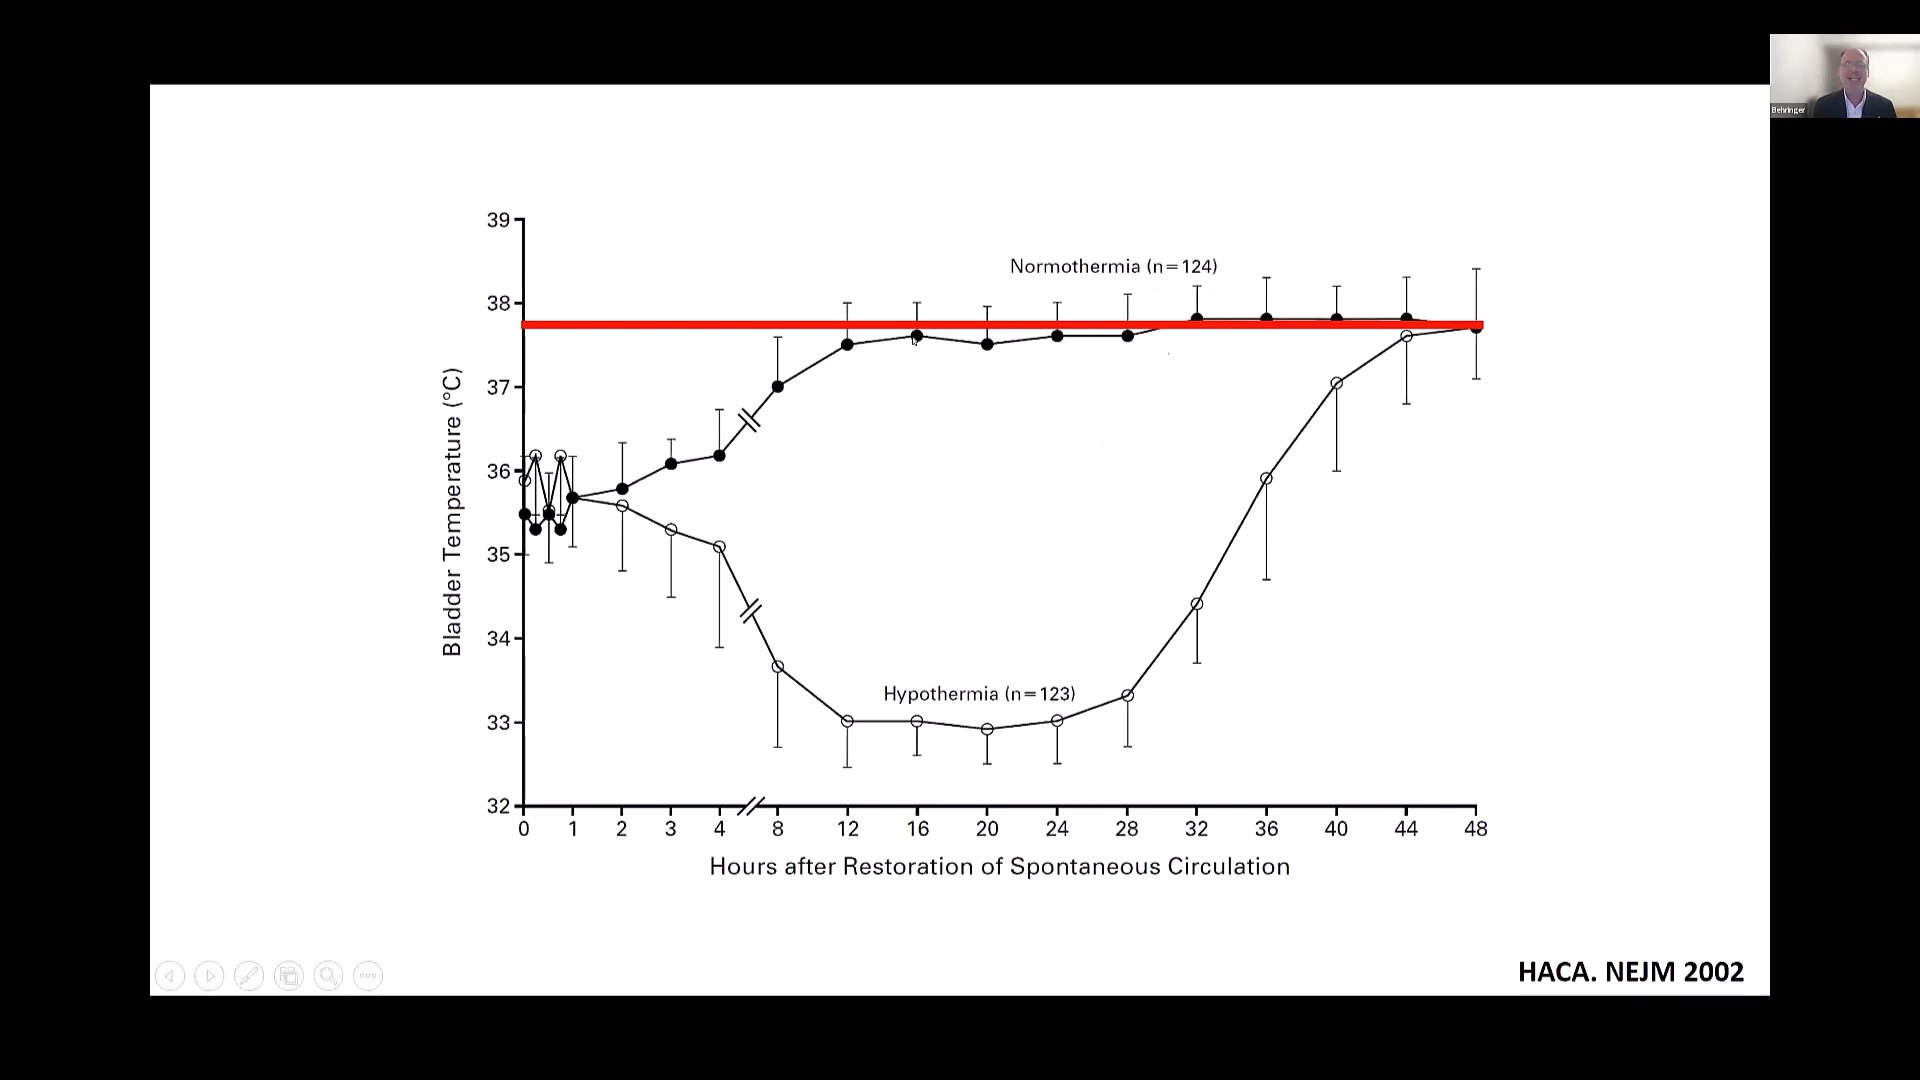 Behringer
39
Normothermia (n=124)
38
37
36
35
34
33
32
Bladder Temperature (°C)
Hypothermia (n=123)
0 1 2 3 4 8 12 16 20 24 28 32 36 40 44 48
Hours after Restoration of Spontaneous Circulation
HACA. NEJM 2002